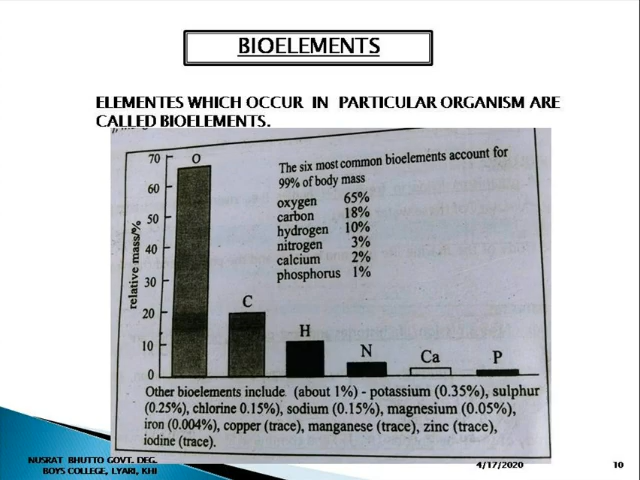 BIOELEMENTS
ELEMENTES WHICH OCCUR IN PARTICULAR ORGANISM ARE
CALLED BIOELEMENTS.
70
60
50
40
30
20
10
0
relative mass/%
O
C
H
N
Ca
P
The six most common bioelements account for
99% of body mass
oxygen 65%
carbon 18%
hydrogen 10%
nitrogen 3%
calcium 2%
phosphorus 1%
Other bioelements include (about 1%) - potassium (0.35%), sulphur
(0.25%), chlorine 0.15%), sodium (0.15%), magnesium (0.05%),
iron (0.004%), copper (trace), manganese (trace), zinc (trace),
iodine (trace).
NUSRAT BHUTTO GOVT. DEG.
BOYS COLLEGE, LYARI, KHI
4/17/2020
10